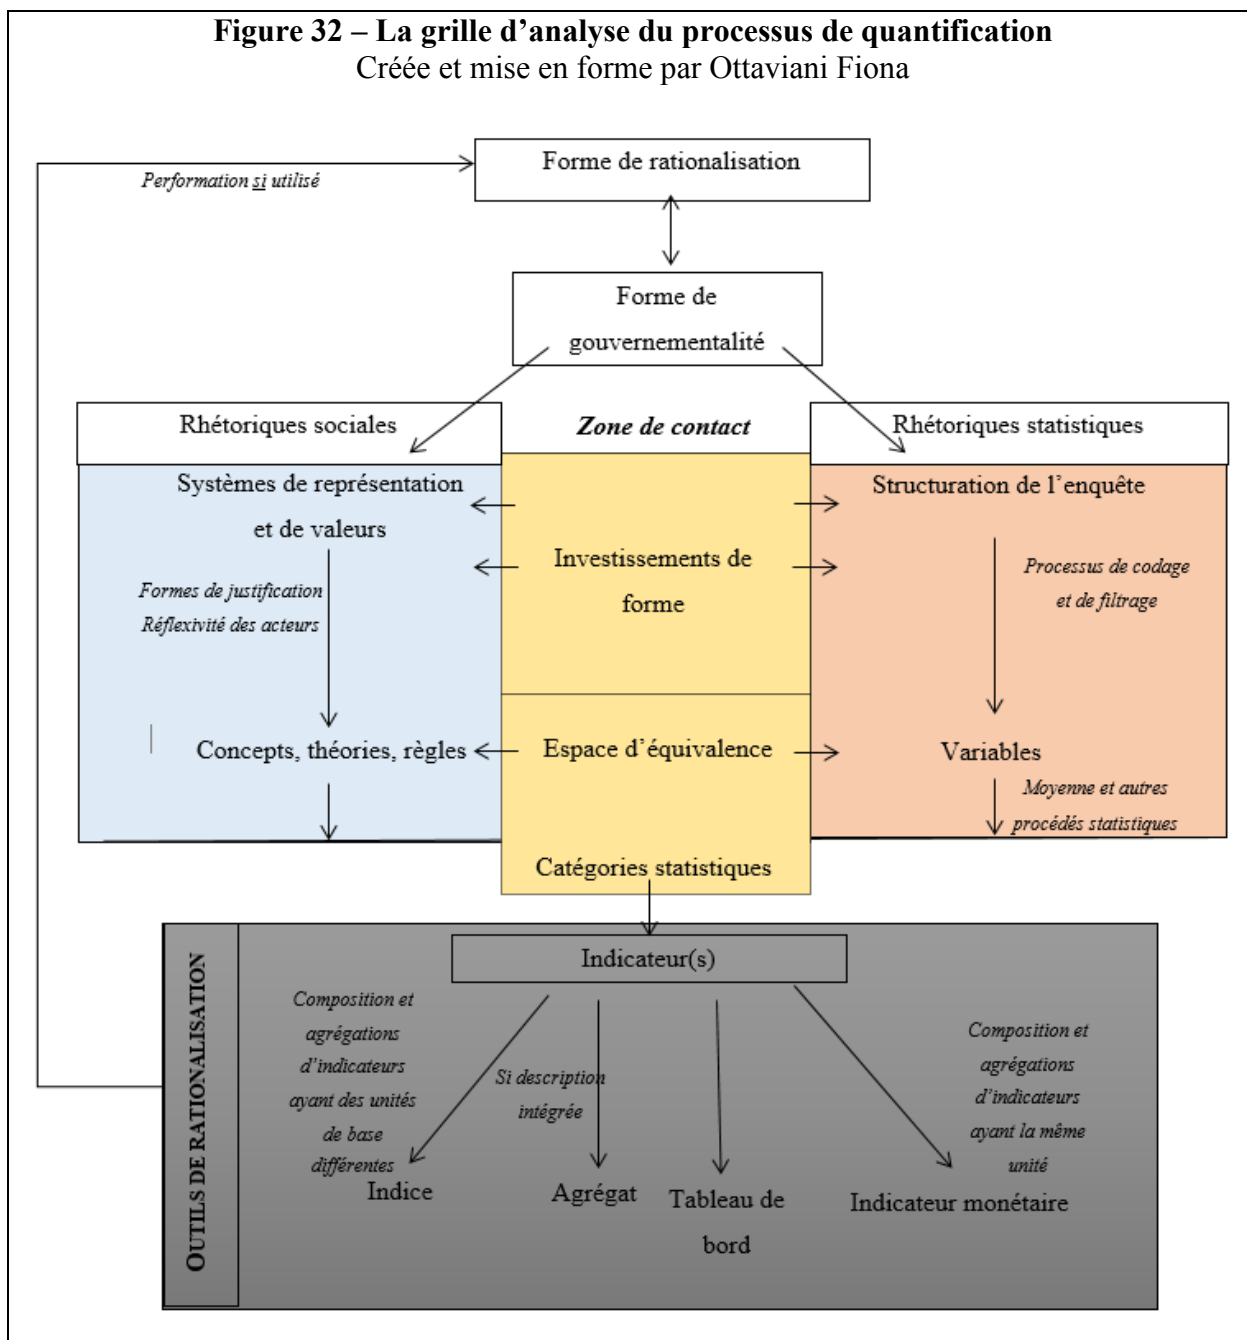 Figure 32 – La grille d’analyse du processus de quantification
Créée et mise en forme par Ottaviani Fiona
Forme de rationalisation
Performation si utilisé
Forme de
gouvernementalité
Rhétoriques sociales
Zone de contact
Rhétoriques statistiques
Systèmes de représentation
et de valeurs
Structuration de l’enquête
Investissements de
forme
Formes de justification
Réflexivité des acteurs
Processus de codage
et de filtrage
Concepts, théories, règles
Espace d’équivalence
Variables
Moyenne et autres
procédés statistiques
Catégories statistiques
OUTILS DE RATIONALISATION
Indicateur(s)
Composition et
agrégations
d’indicateurs
ayant des unités
de base
différentes
Si description
intégrée
Composition et
agrégations
d’indicateurs
ayant la même
unité
Indice
Agrégat
Tableau de
bord
Indicateur monétaire